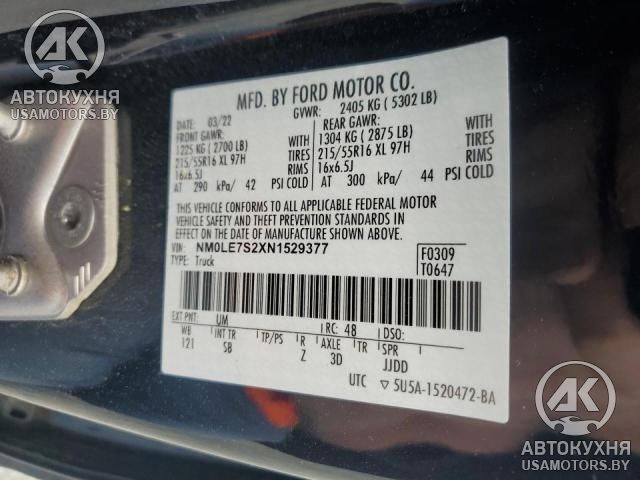 AK
АВТОКУХНЯ
USAMOTORS.BY
MFD. BY FORD MOTOR CO.
GVWR: 2405 KG ( 5302 LB)
DATE: 03/22
FRONT GAWR:
1225 KG ( 2700 LB) WITH
215/55R16 XL 97H TIRES
16x6.5J RIMS
AT 290 kPa/ 42 PSI COLD
REAR GAWR:
1304 KG ( 2875 LB) WITH
215/55R16 XL 97H TIRES
16x6.5J RIMS
AT 300 kPa/ 44 PSI COLD
THIS VEHICLE CONFORMS TO ALL APPLICABLE FEDERAL MOTOR
VEHICLE SAFETY AND THEFT PREVENTION STANDARDS IN
EFFECT ON THE DATE OF MANUFACTURE SHOWN ABOVE.
VIN: NM0LE7S2XN1529377
TYPE: Truck
F0309
T0647
EXT PNT: UM RC: 48 DSO:
WB INT TR TP/PS R AXLE TR SPR
121 SB Z 3D JJDD
UTC ▽ 5U5A-1520472-BA
AK
АВТОКУХНЯ
USAMOTORS.BY